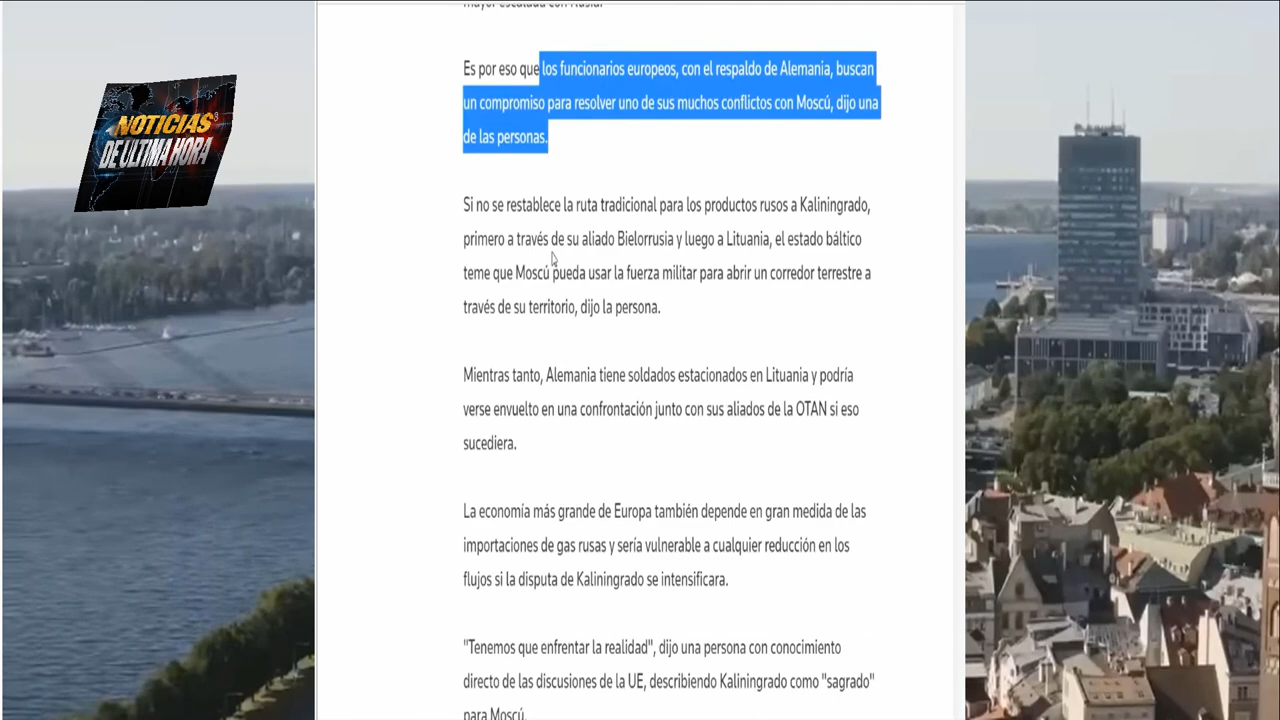 mayor escalada con Rusia.
Es por eso que los funcionarios europeos, con el respaldo de Alemania, buscan
un compromiso para resolver uno de sus muchos conflictos con Moscú, dijo una
de las personas.
Si no se restablece la ruta tradicional para los productos rusos a Kaliningrado,
primero a través de su aliado Bielorrusia y luego a Lituania, el estado báltico
teme que Moscú pueda usar la fuerza militar para abrir un corredor terrestre a
través de su territorio, dijo la persona.
Mientras tanto, Alemania tiene soldados estacionados en Lituania y podría
verse envuelto en una confrontación junto con sus aliados de la OTAN si eso
sucediera.
La economía más grande de Europa también depende en gran medida de las
importaciones de gas rusas y sería vulnerable a cualquier reducción en los
flujos si la disputa de Kaliningrado se intensificara.
"Tenemos que enfrentar la realidad", dijo una persona con conocimiento
directo de las discusiones de la UE, describiendo Kaliningrado como "sagrado"
para Moscú.
NOTICIAS
DE ULTIMA HORA